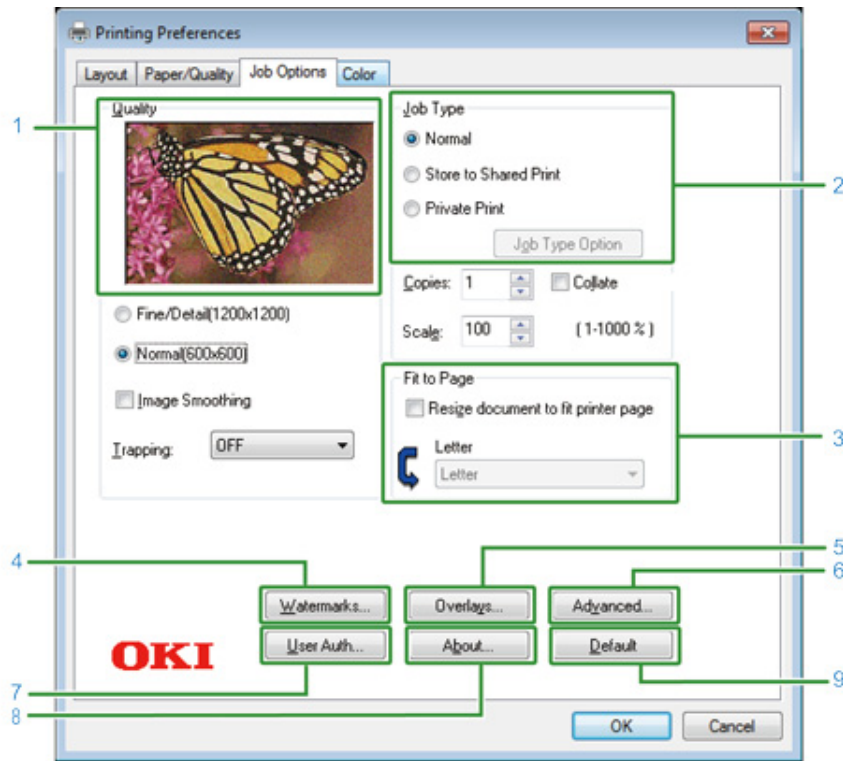 Printing Preferences
Layout Paper/Quality Job Options Color
Quality
1
Fine/Detail(1200x1200)
Normal(600x600)
Image Smoothing
Trapping: OFF
Job Type
Normal
Store to Shared Print
Private Print
Job Type Option
2
Copies: 1 Collate
Scale: 100 (1-1000 %)
Fit to Page
Resize document to fit printer page
Letter
Letter
3
4
5
6
Watermarks... Overlays... Advanced...
OKI
User Auth... About... Default
7
8
9
OK Cancel